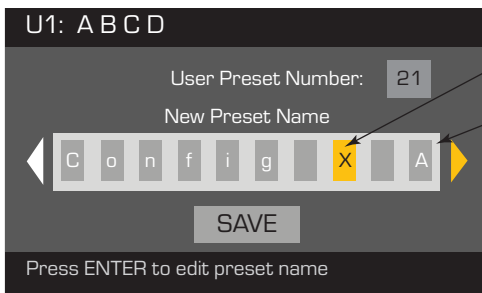 U1: A B C D
User Preset Number: 21
New Preset Name
C o n f i g X A
SAVE
Press ENTER to edit preset name